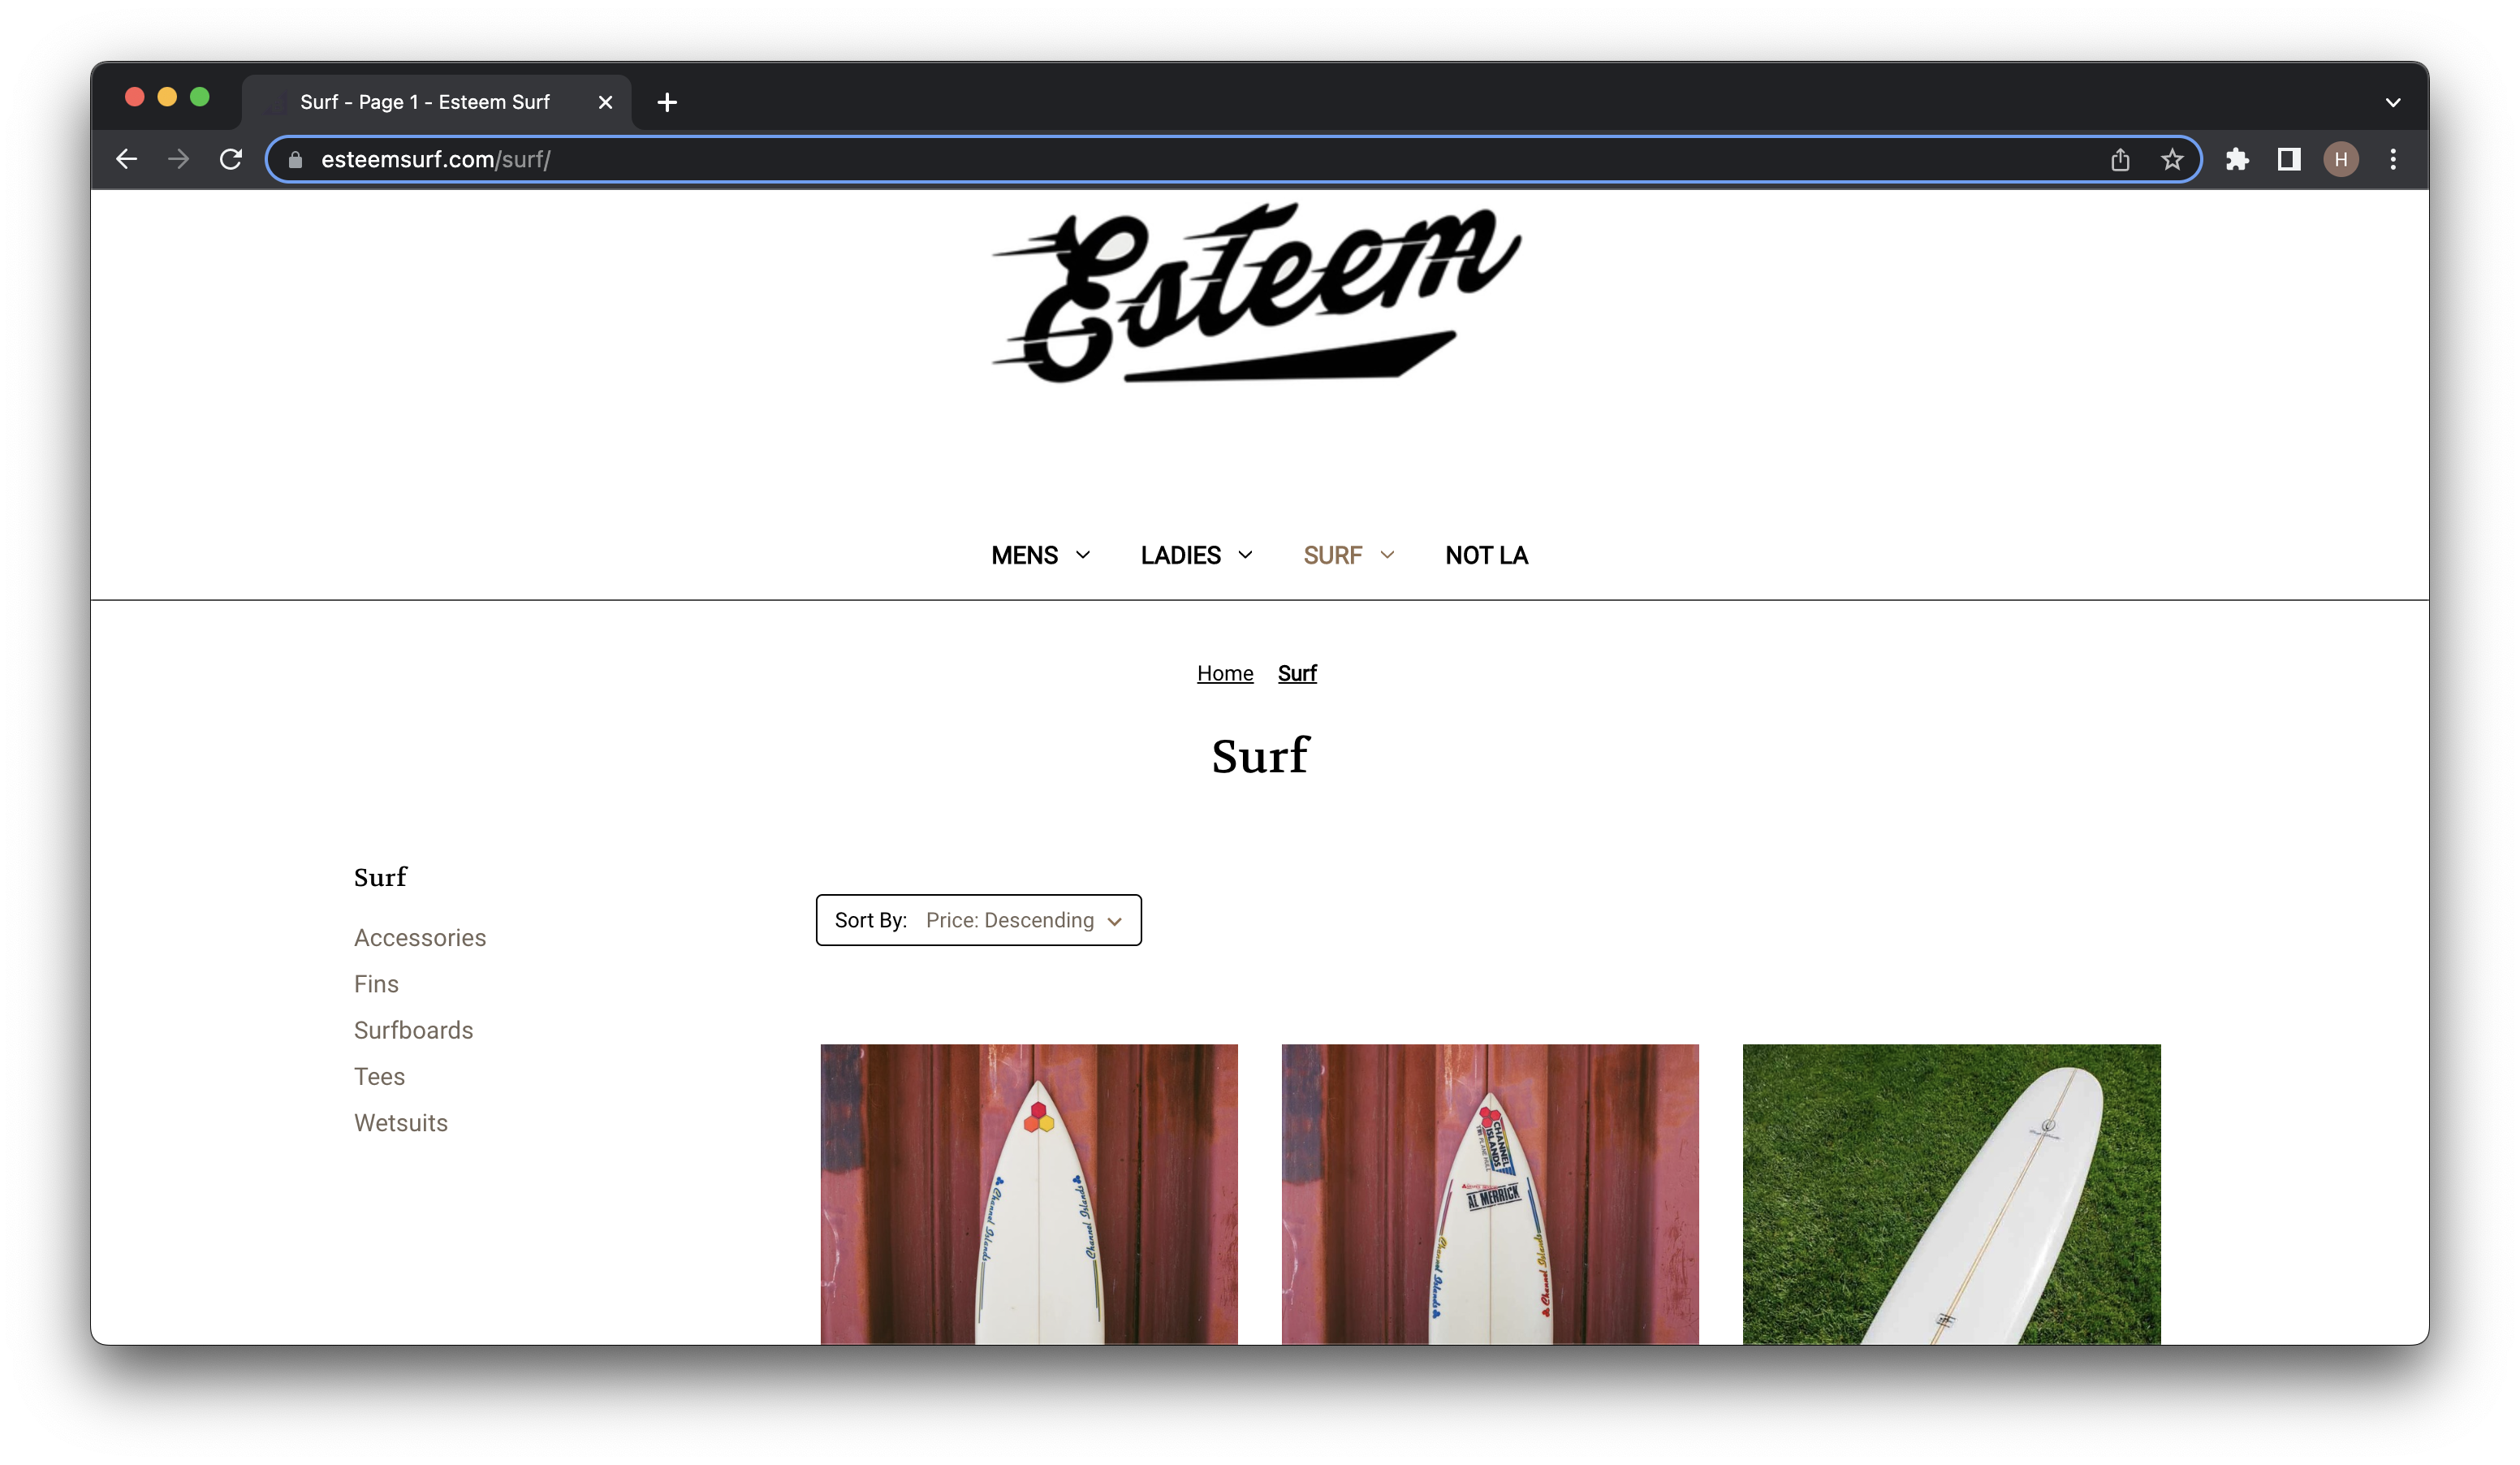 Surf - Page 1 - Esteem Surf
esteemsurf.com/surf/
H
Esteem
MENS LADIES SURF NOT LA
Home Surf
Surf
Surf
Accessories
Fins
Surfboards
Tees
Wetsuits
Sort By: Price: Descending
Channel Islands
Channel Islands
CHANNEL
ISLANDS
AL MERRICK
Channel Islands
Channel Islands